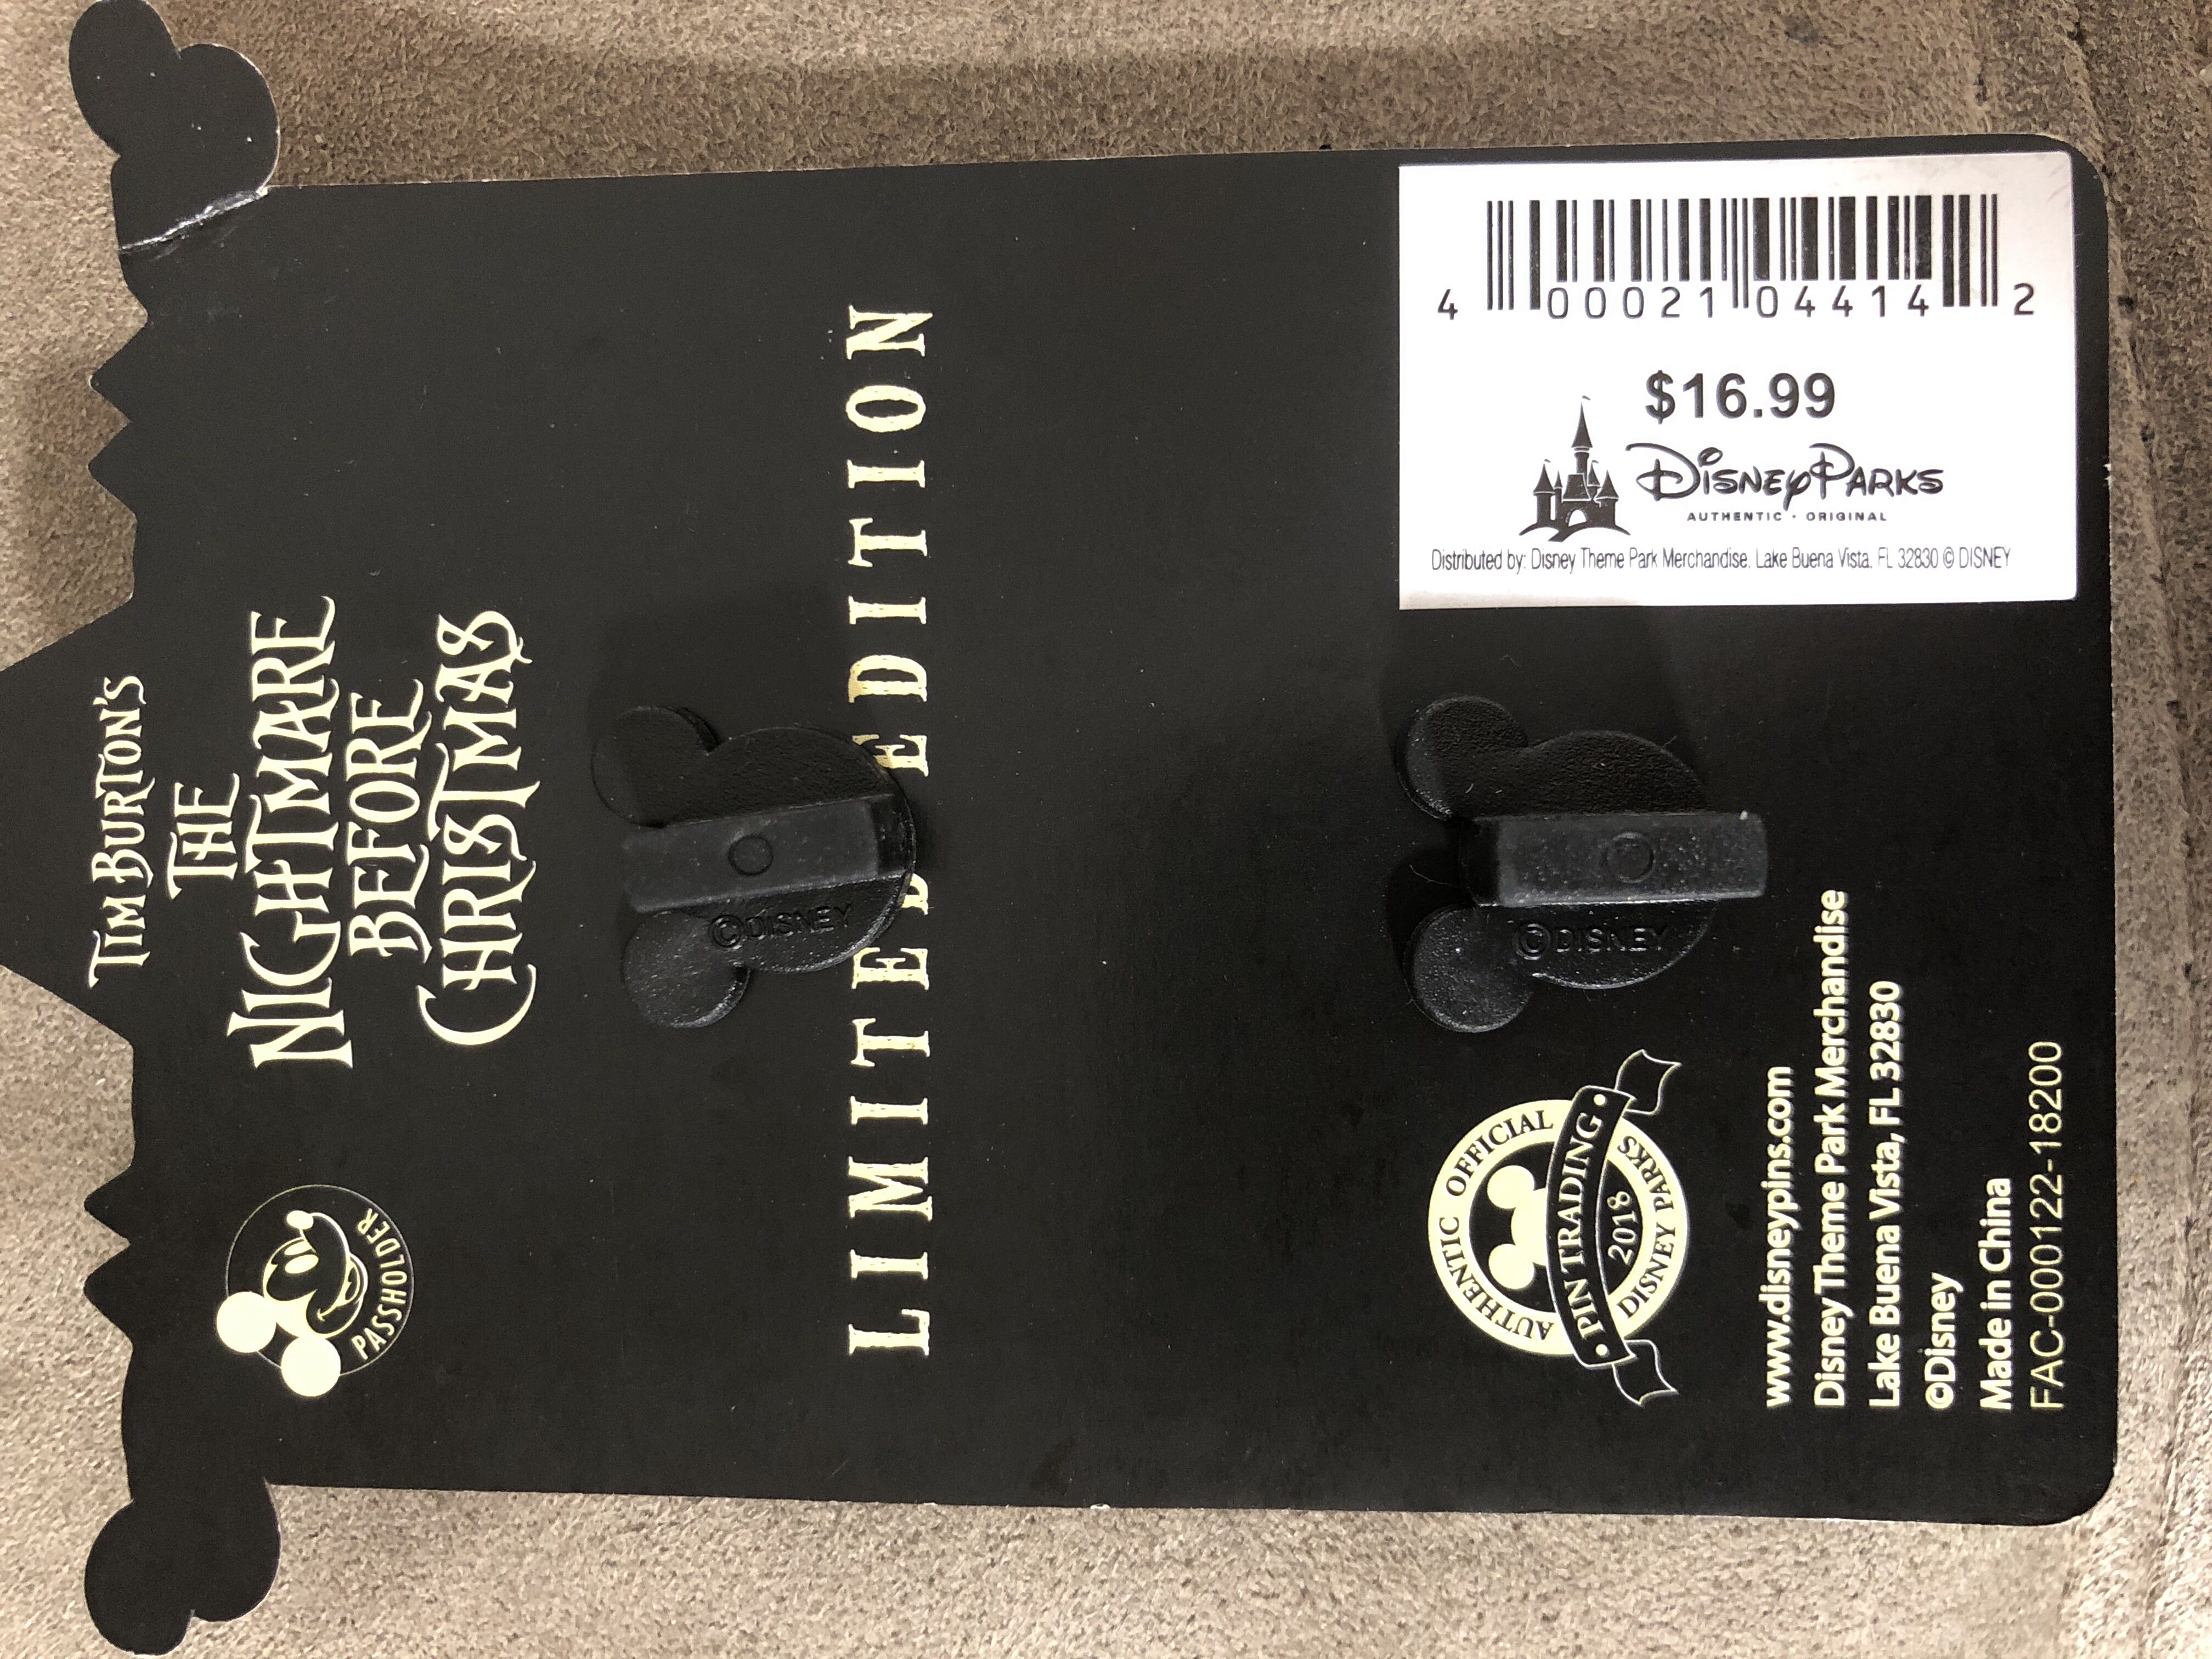 TIM BURTON'S
THE
NIGHTMARE
BEFORE
CHRISTMAS
PASSHOLDER
LIMITED EDITION
©DISNEY
©DISNEY
AUTHENTIC OFFICIAL
• PIN TRADING •
2018
DISNEY PARKS
www.disneypins.com
Disney Theme Park Merchandise
Lake Buena Vista, FL 32830
©Disney
Made in China
FAC-000122-18200
4 00021 04414 2
$16.99
Disney Parks
AUTHENTIC • ORIGINAL
Distributed by: Disney Theme Park Merchandise. Lake Buena Vista. FL 32830 © DISNEY